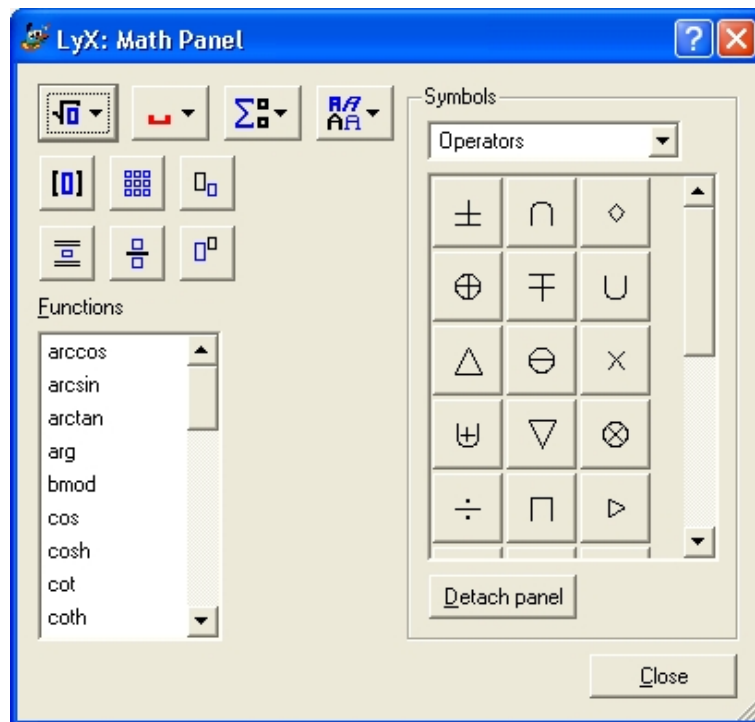 LyX: Math Panel
Symbols
Operators
± ∩ ◇
⊕ ∓ ∪
△ ⊖ ×
⊎ ▽ ⊗
÷ ⊓ ▷
Functions
arccos
arcsin
arctan
arg
bmod
cos
cosh
cot
coth
Detach panel
Close